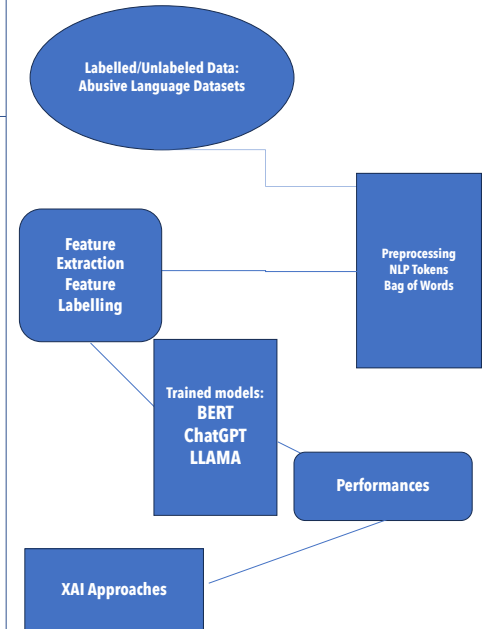 Labelled/Unlabeled Data:
Abusive Language Datasets
Preprocessing
NLP Tokens
Bag of Words
Feature
Extraction
Feature
Labelling
Trained models:
BERT
ChatGPT
LLAMA
Performances
XAI Approaches